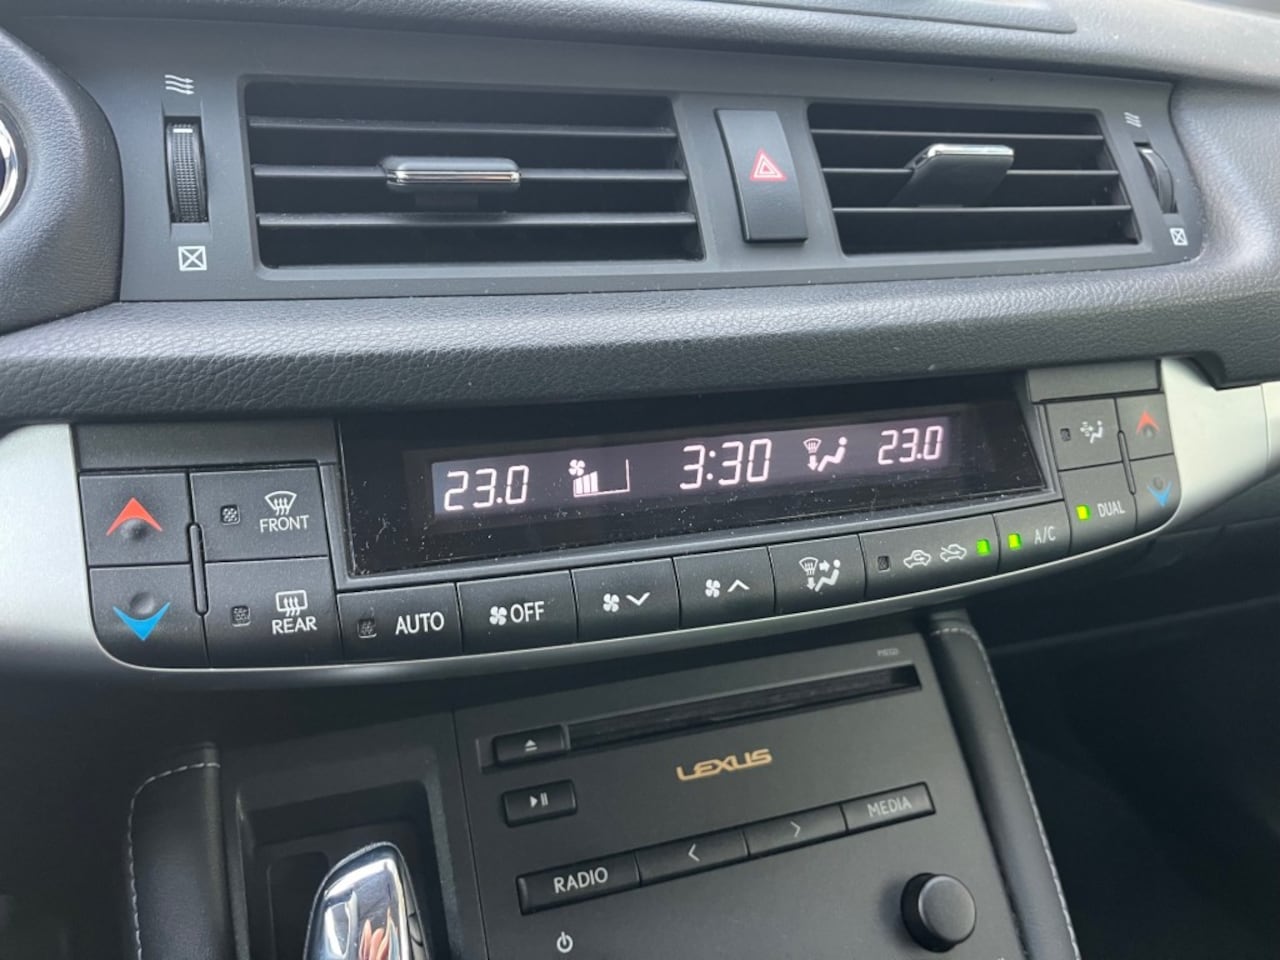 23.0 3:30 23.0
FRONT
REAR
AUTO
OFF
A/C
DUAL
LEXUS
MEDIA
RADIO